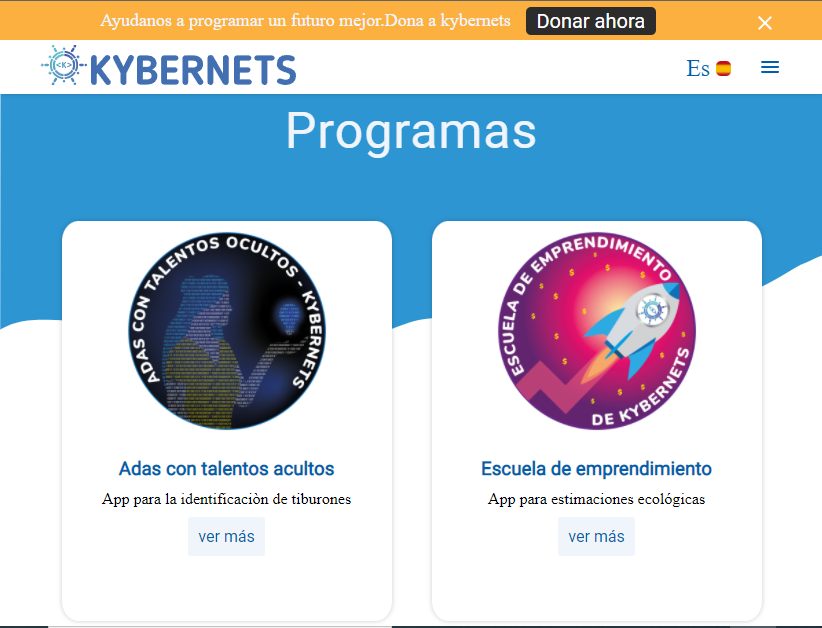 Ayudanos a programar un futuro mejor.Dona a kybernets
Donar ahora
<K>
KYBERNETS
Es
Programas
ADAS CON TALENTOS OCULTOS - KYBERNETS
ESCUELA DE EMPRENDIMIENTO
DE KYBERNETS
Adas con talentos acultos
Escuela de emprendimiento
App para la identificaciòn de tiburones
App para estimaciones ecológicas
ver más
ver más